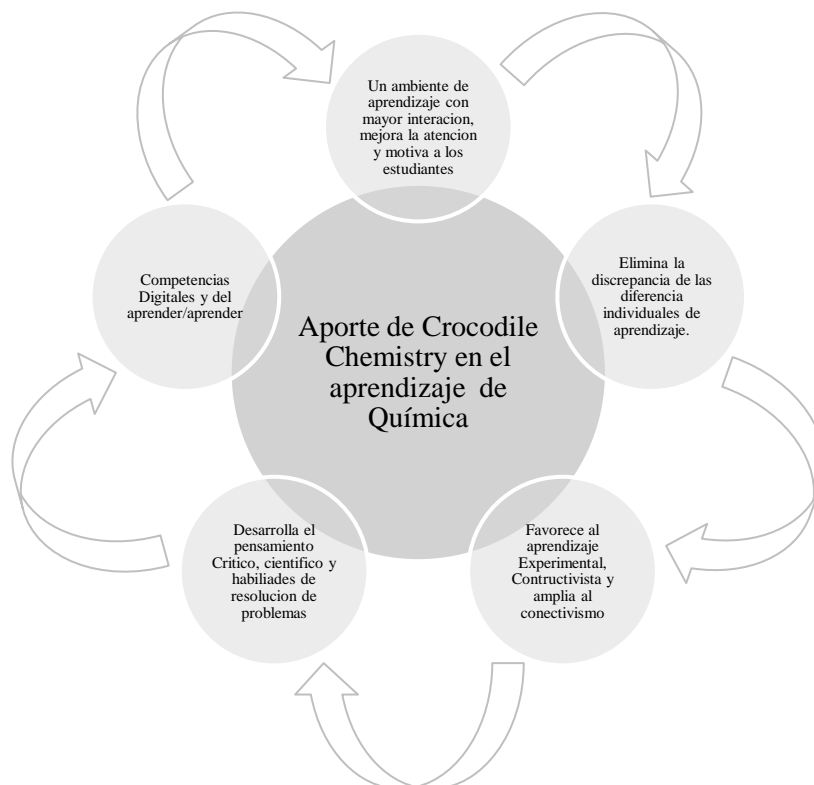 Un ambiente de
aprendizaje con
mayor interacion,
mejora la atencion
y motiva a los
estudiantes
Elimina la
discrepancia de las
diferencia
individuales de
aprendizaje.
Favorece al
aprendizaje
Experimental,
Contructivista y
amplia al
conectivismo
Desarrolla el
pensamiento
Critico, cientifico y
habiliades de
resolucion de
problemas
Competencias
Digitales y del
aprender/aprender
Aporte de Crocodile
Chemistry en el
aprendizaje de
Química